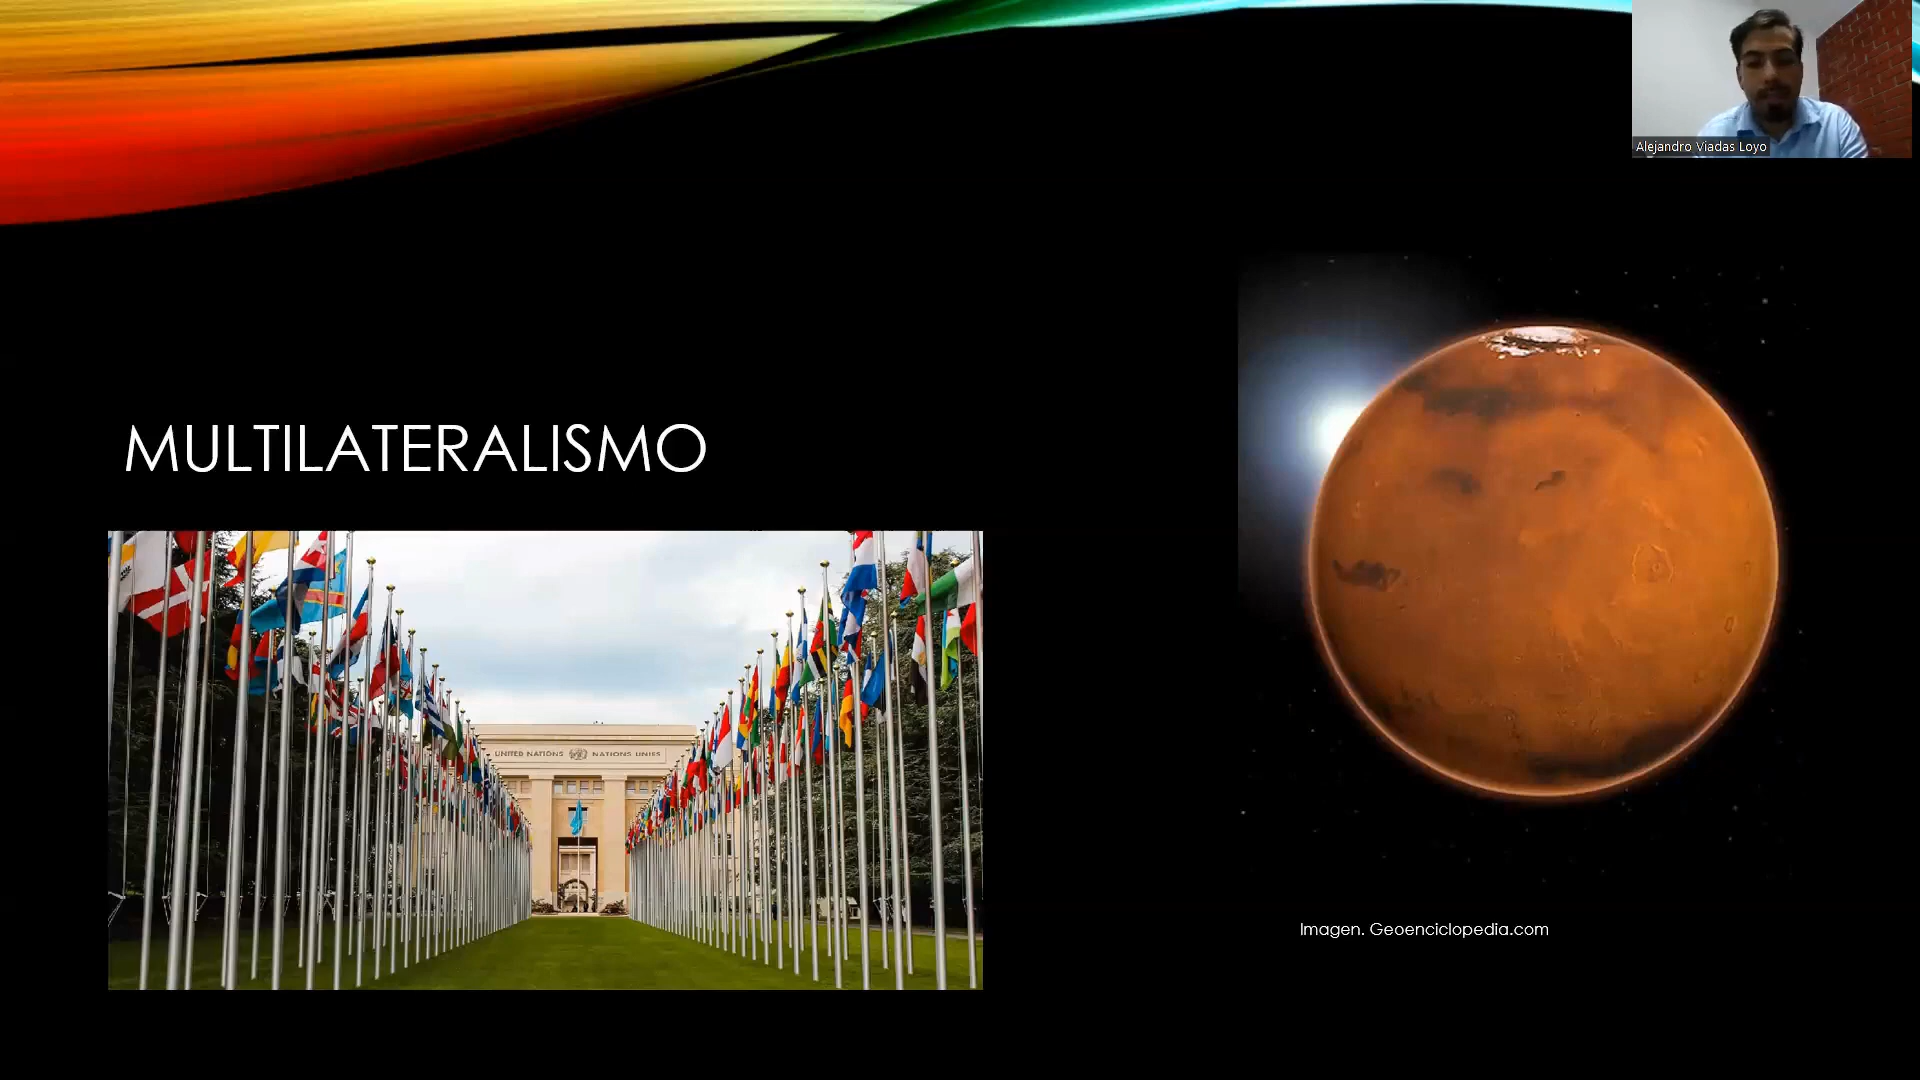 Alejandro Viadas Loyo
MULTILATERALISMO
UNITED NATIONS NATIONS UNIES
Imagen. Geoenciclopedia.com